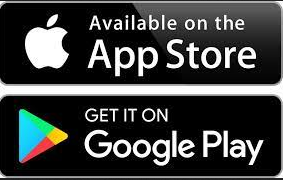 Available on the
App Store
GET IT ON
Google Play